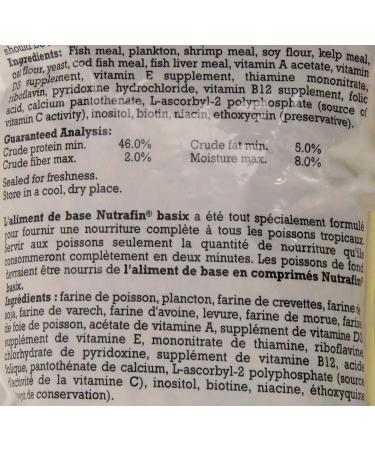 should be
Ingredients: Fish meal, plankton, shrimp meal, soy flour, kelp meal,
oat flour, yeast, cod fish meal, fish liver meal, vitamin A acetate, vitamin
D3 supplement, vitamin E supplement, thiamine mononitrate,
riboflavin, pyridoxine hydrochloride, vitamin B12 supplement, folic
acid, calcium pantothenate, L-ascorbyl-2 polyphosphate (source of
vitamin C activity), inositol, biotin, niacin, ethoxyquin (preservative).
Guaranteed Analysis:
Crude protein min. 46.0% Crude fat min. 5.0%
Crude fiber max. 2.0% Moisture max. 8.0%
Sealed for freshness.
Store in a cool, dry place.
L'aliment de base Nutrafin® basix a été tout spécialement formulé
pour fournir une nourriture complète à tous les poissons tropicaux.
Servir aux poissons seulement la quantité de nourriture qu'ils
consommeront complètement en deux minutes. Les poissons de fond
devraient être nourris de l'aliment de base en comprimés Nutrafin®
basix.
Ingrédients : farine de poisson, plancton, farine de crevettes, farine de
soja, farine de varech, farine d'avoine, levure, farine de morue, farine
de foie de poisson, acétate de vitamine A, supplément de vitamine D3,
supplément de vitamine E, mononitrate de thiamine, riboflavine,
chlorhydrate de pyridoxine, supplément de vitamine B12, acide
folique, pantothénate de calcium, L-ascorbyl-2 polyphosphate (source
d'activité de la vitamine C), inositol, biotine, niacine, éthoxyquine
de conservation).